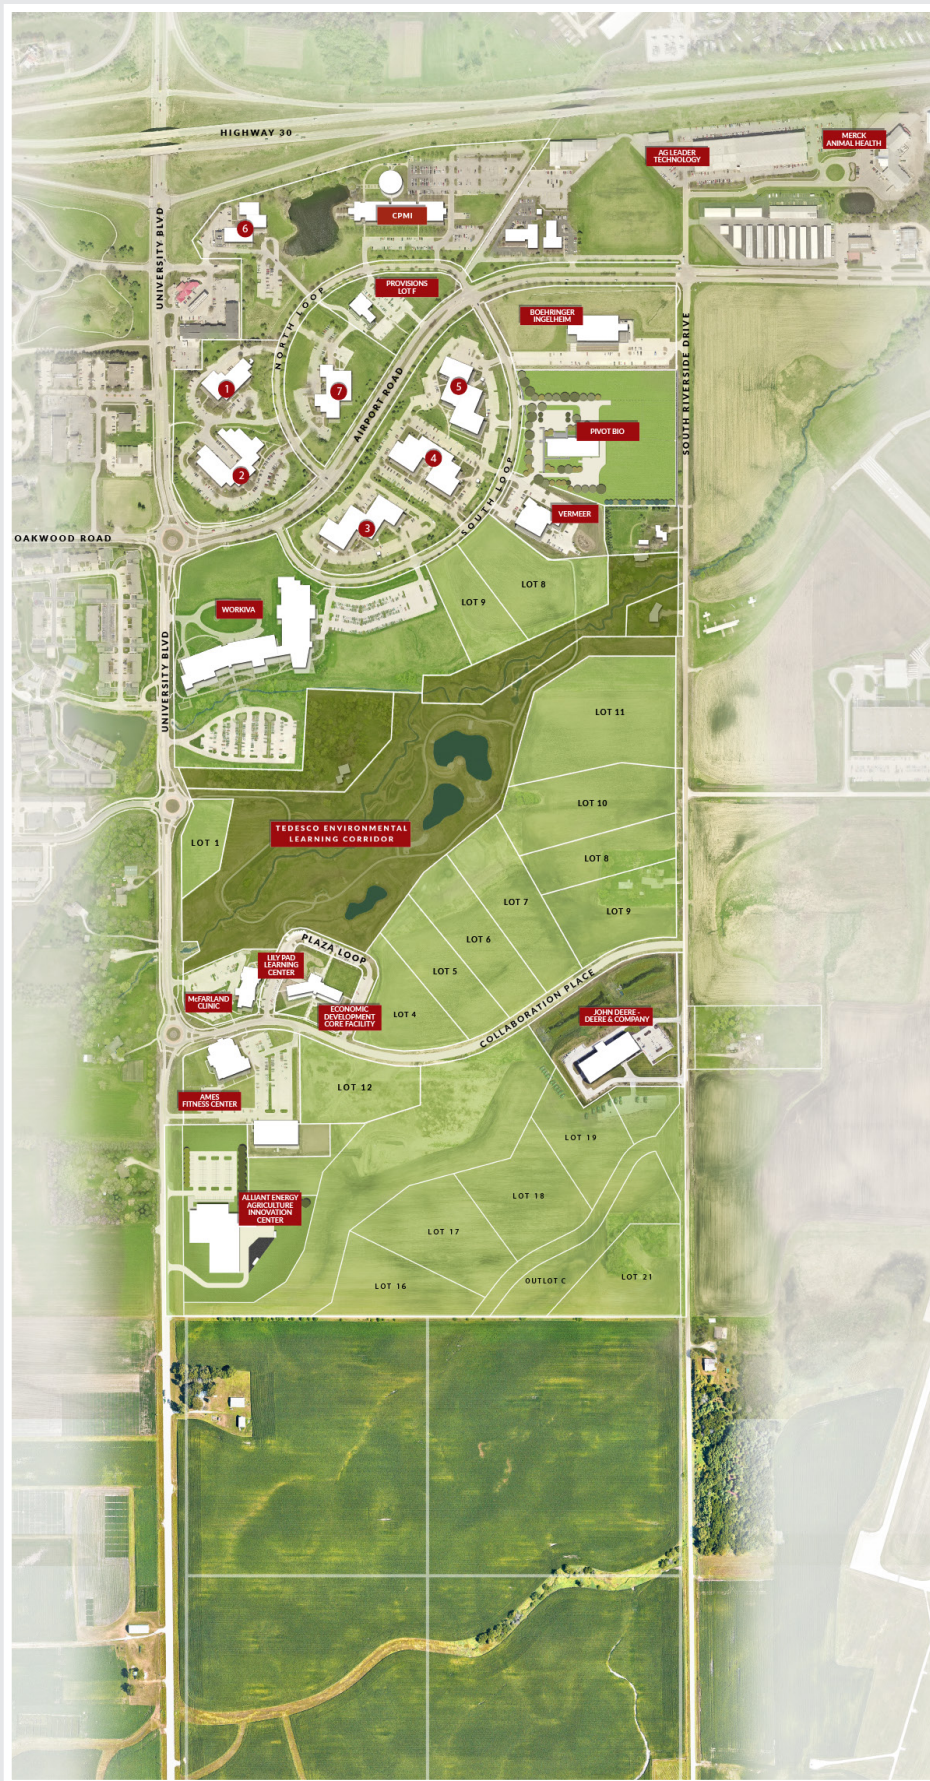 HIGHWAY 30
MERCK
ANIMAL HEALTH
AG LEADER
TECHNOLOGY
CPMI
6
UNIVERSITY BLVD
PROVISIONS
LOT F
NORTH LOOP
BOEHRINGER
INGELHEIM
SOUTH RIVERSIDE DRIVE
1
7
5
AIRPORT ROAD
PIVOT BIO
4
2
SOUTH LOOP
VERMEER
3
OAKWOOD ROAD
LOT 8
LOT 9
WORKIVA
UNIVERSITY BLVD
LOT 11
LOT 10
TEDESCO ENVIRONMENTAL
LEARNING CORRIDOR
LOT 1
LOT 8
LOT 7
LOT 9
LOT 6
PLAZA LOOP
LILY PAD
LEARNING
CENTER
LOT 5
McFARLAND
CLINIC
ECONOMIC
DEVELOPMENT
CORE FACILITY
LOT 4
COLLABORATION PLACE
JOHN DEERE -
DEERE & COMPANY
LOT 12
AMES
FITNESS CENTER
LOT 19
ALLIANT ENERGY
AGRICULTURE
INNOVATION
CENTER
LOT 18
LOT 17
LOT 16
OUTLOT C
LOT 21